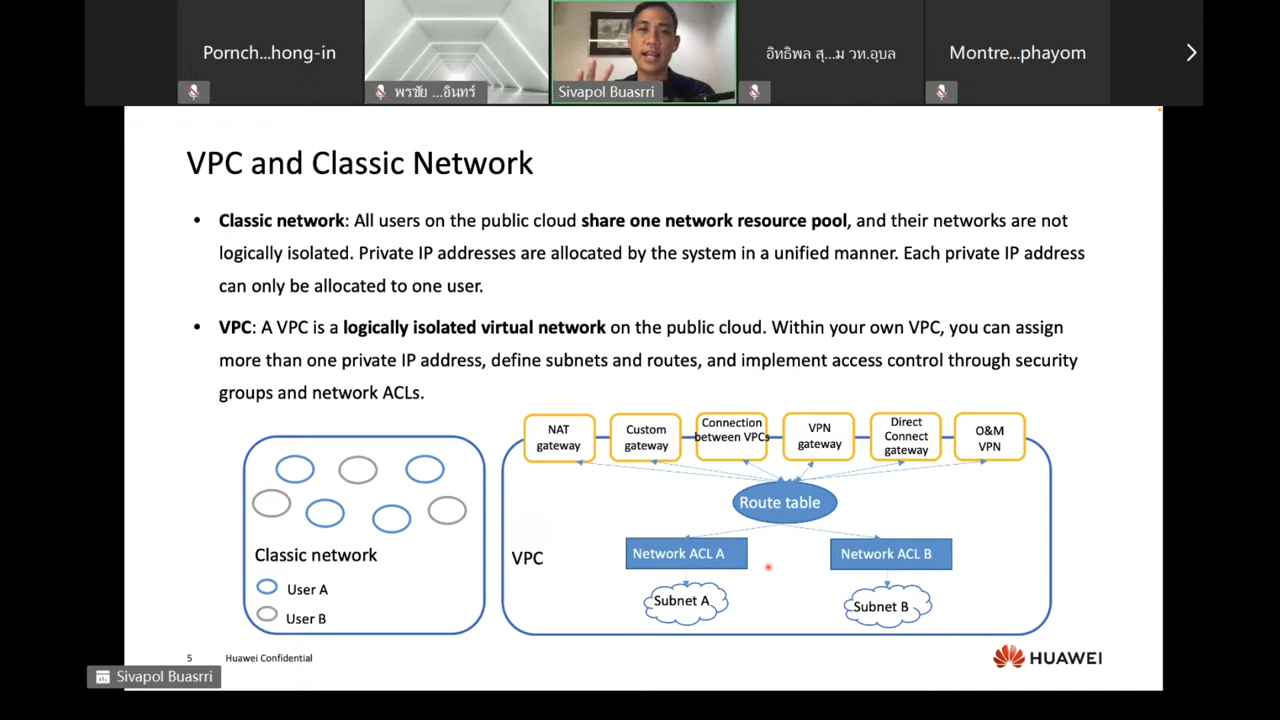 Pornch...hong-in
พรชัย ...อินทร์
Sivapol Buasrri
อิทธิพล สุ...ม วท.อุบล
Montre...phayom
VPC and Classic Network
• Classic network: All users on the public cloud share one network resource pool, and their networks are not
logically isolated. Private IP addresses are allocated by the system in a unified manner. Each private IP address
can only be allocated to one user.
• VPC: A VPC is a logically isolated virtual network on the public cloud. Within your own VPC, you can assign
more than one private IP address, define subnets and routes, and implement access control through security
groups and network ACLs.
Classic network
User A
User B
NAT
gateway
Custom
gateway
Connection
between VPCs
VPN
gateway
Direct
Connect
gateway
O&M
VPN
Route table
VPC
Network ACL A
Network ACL B
Subnet A
Subnet B
5
Huawei Confidential
HUAWEI
Sivapol Buasrri